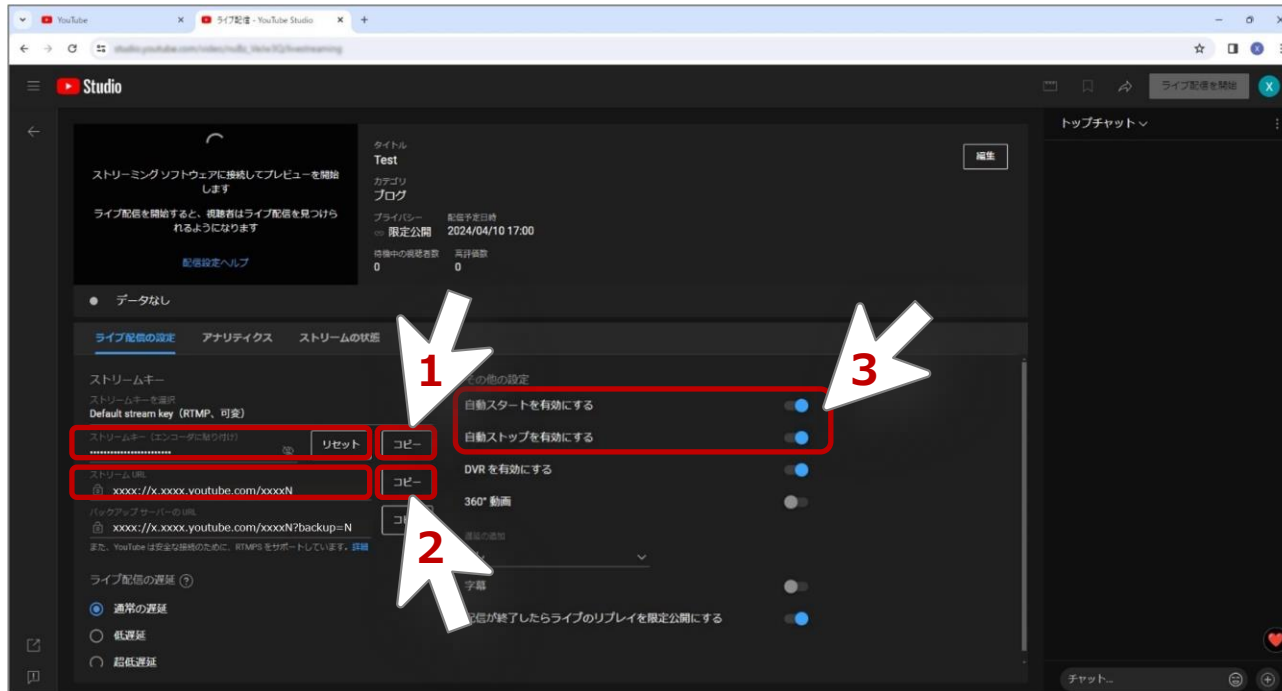 YouTube
ライブ配信 - YouTube Studio
Studio
ライブ配信を開始
X
トップチャット
ストリーミング ソフトウェアに接続してプレビューを開始
します
ライブ配信を開始すると、視聴者はライブ配信を見つけら
れるようになります
配信設定ヘルプ
タイトル
Test
編集
カテゴリ
ブログ
プライバシー 配信予定日時
限定公開 2024/04/10 17:00
待機中の視聴者数 高評価数
0 0
データなし
ライブ配信の設定 アナリティクス ストリームの状態
1
3
2
ストリームキー
ストリームキーを選択
Default stream key（RTMP、可変）
ストリームキー（エンコーダに貼り付け）
リセット コピー
ストリーム URL
xxxx://x.xxxx.youtube.com/xxxxN
コピー
バックアップ サーバーの URL
xxxx://x.xxxx.youtube.com/xxxxN?backup=N
また、YouTube は安全な接続のために、RTMPS をサポートしています。詳細
ライブ配信の遅延
通常の遅延
低遅延
超低遅延
その他の設定
自動スタートを有効にする
自動ストップを有効にする
DVR を有効にする
360° 動画
遅延の追加
字幕
配信が終了したらライブのリプレイを限定公開にする
チャット...